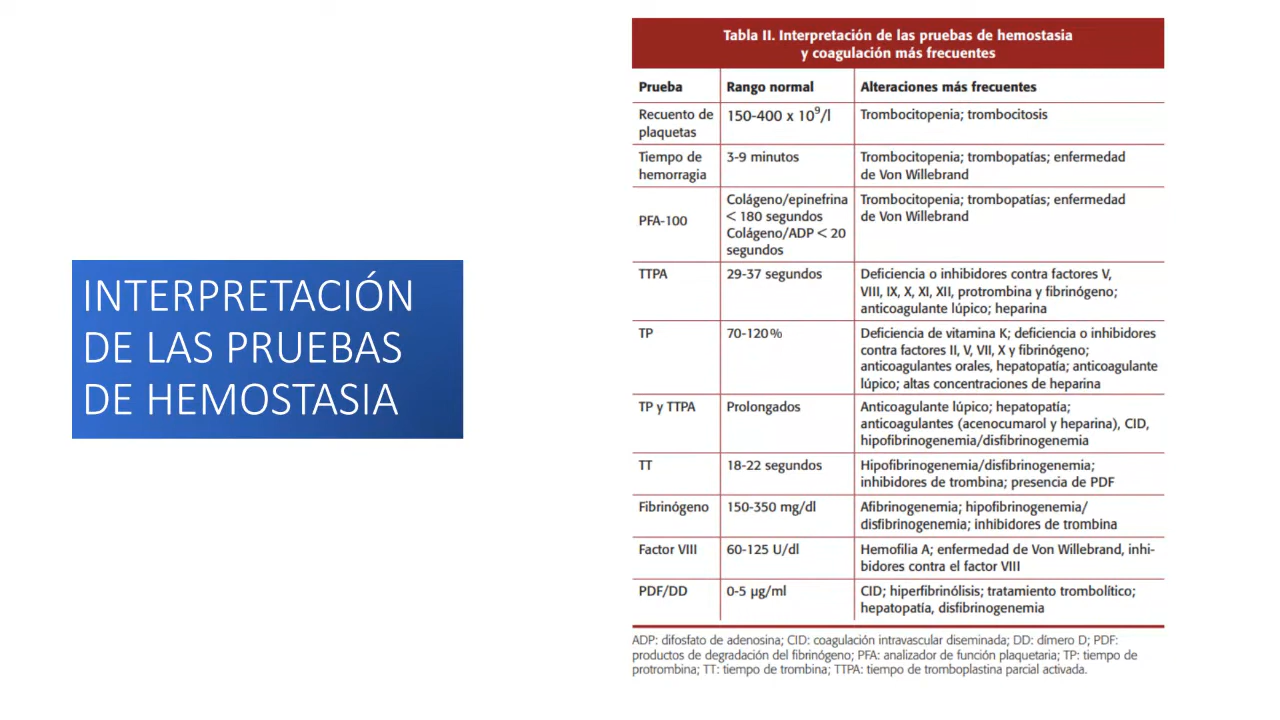 INTERPRETACIÓN
DE LAS PRUEBAS
DE HEMOSTASIA
Tabla II. Interpretación de las pruebas de hemostasia
y coagulación más frecuentes
Prueba Rango normal Alteraciones más frecuentes
Recuento de plaquetas 150-400 x 10⁹/l Trombocitopenia; trombocitosis
Tiempo de 3-9 minutos Trombocitopenia; trombopatías; enfermedad
hemorragia de Von Willebrand
PFA-100
Colágeno/epinefrina Trombocitopenia; trombopatías; enfermedad
< 180 segundos de Von Willebrand
Colágeno/ADP < 20
segundos
TTPA 29-37 segundos Deficiencia o inhibidores contra factores V,
VIII, IX, X, XI, XII, protrombina y fibrinógeno;
anticoagulante lúpico; heparina
TP 70-120% Deficiencia de vitamina K; deficiencia o inhibidores
contra factores II, V, VII, X y fibrinógeno;
anticoagulantes orales, hepatopatía; anticoagulante
lúpico; altas concentraciones de heparina
TP y TTPA Prolongados Anticoagulante lúpico; hepatopatía;
anticoagulantes (acenocumarol y heparina), CID,
hipofibrinogenemia/disfibrinogenemia
TT 18-22 segundos Hipofibrinogenemia/disfibrinogenemia;
inhibidores de trombina; presencia de PDF
Fibrinógeno 150-350 mg/dl Afibrinogenemia; hipofibrinogenemia/
disfibrinogenemia; inhibidores de trombina
Factor VIII 60-125 U/dl Hemofilia A; enfermedad de Von Willebrand, inhi-
bidores contra el factor VIII
PDF/DD 0-5 µg/ml CID; hiperfibrinólisis; tratamiento trombolítico;
hepatopatía, disfibrinogenemia
ADP: difosfato de adenosina; CID: coagulación intravascular diseminada; DD: dímero D; PDF:
productos de degradación del fibrinógeno; PFA: analizador de función plaquetaria; TP: tiempo de
protrombina; TT: tiempo de trombina; TTPA: tiempo de tromboplastina parcial activada.